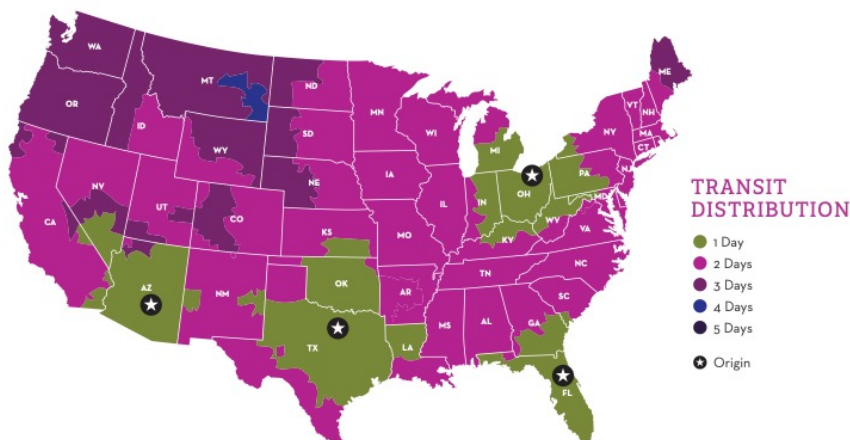 WA
OR
MT
ID
ND
MN
SD
WI
WY
NE
IA
MI
ME
VT
NH
NY
MA
CT
PA
NJ
MD
OH
IN
IL
NV
UT
CO
CA
KS
MO
KY
WV
VA
AZ
NM
OK
AR
TN
NC
SC
TX
LA
MS
AL
GA
FL
TRANSIT
DISTRIBUTION
1 Day
2 Days
3 Days
4 Days
5 Days
Origin